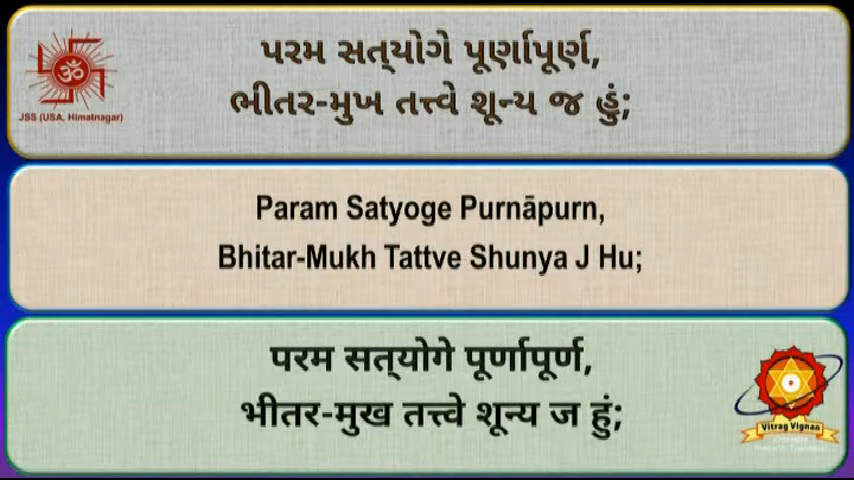 પરમ સત્‌યોગે પૂર્ણાપૂર્ણ,
ભીતર-મુખ તત્ત્વે શૂન્ય જ હું;
ॐ
JSS (USA, Himatnagar)
Param Satyoge Purnāpurn,
Bhitar-Mukh Tattve Shunya J Hu;
परम सत्‌योगे पूर्णापूर्ण,
भीतर-मुख तत्त्वे शून्य ज हुं;
Vitrag Vignan